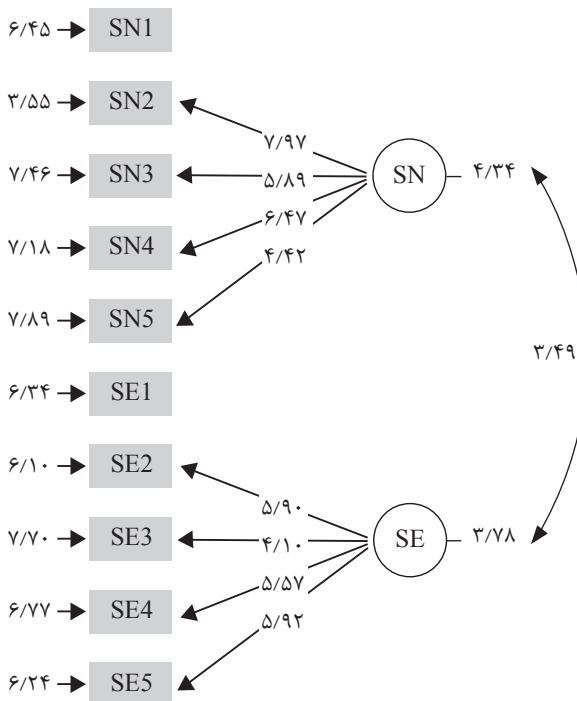 ۶/۴۵ SN1
۳/۵۵ SN2
۷/۹۷
۷/۴۶ SN3
۵/۸۹
SN ۴/۳۴
۶/۴۷
۷/۱۸ SN4
۴/۴۲
۷/۸۹ SN5
۳/۴۹
۶/۳۴ SE1
۶/۱۰ SE2
۵/۹۰
۷/۷۰ SE3
۴/۱۰
SE ۳/۷۸
۵/۵۷
۶/۷۷ SE4
۵/۹۲
۶/۲۴ SE5